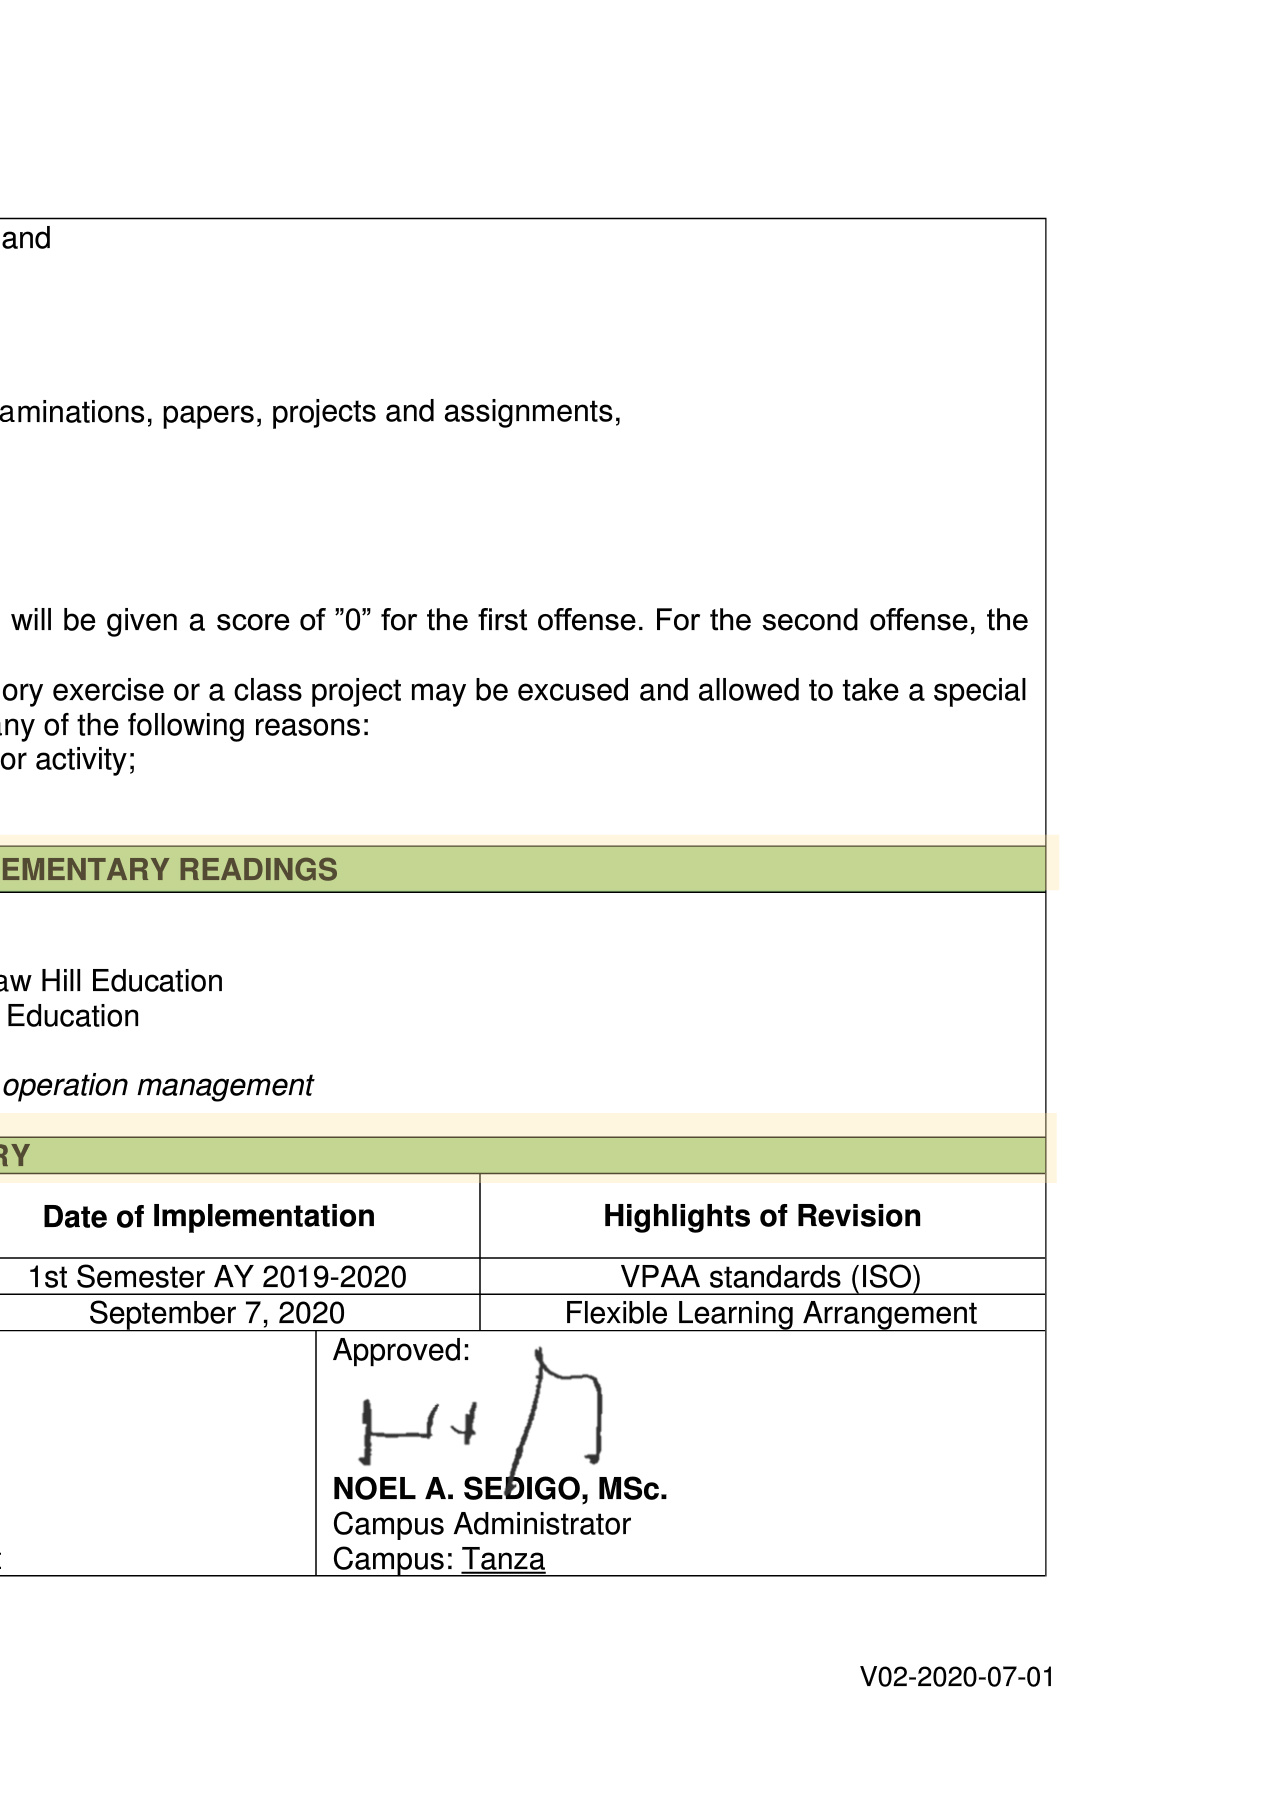 and
aminations, papers, projects and assignments,
will be given a score of ”0” for the first offense. For the second offense, the
ory exercise or a class project may be excused and allowed to take a special
any of the following reasons:
or activity;
EMENTARY READINGS
aw Hill Education
Education
operation management
RY
Date of Implementation Highlights of Revision
1st Semester AY 2019-2020 VPAA standards (ISO)
September 7, 2020 Flexible Learning Arrangement
Approved:
NOEL A. SEDIGO, MSc.
Campus Administrator
Campus: Tanza
V02-2020-07-01